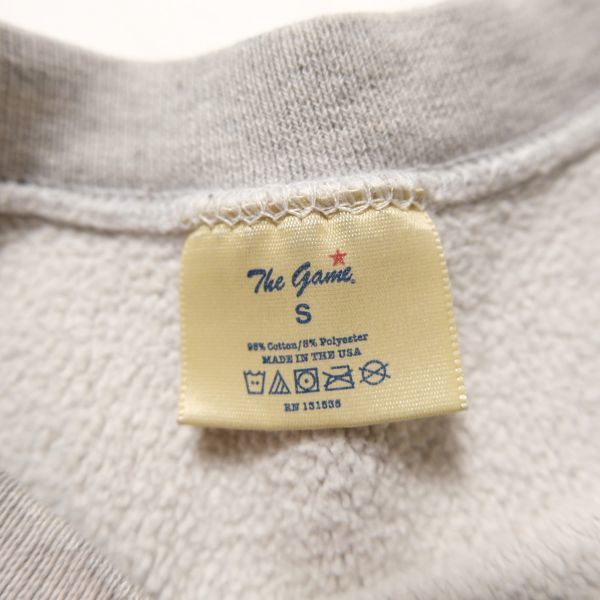 The Game
S
95% Cotton/5% Polyester
MADE IN THE USA
RN 131536